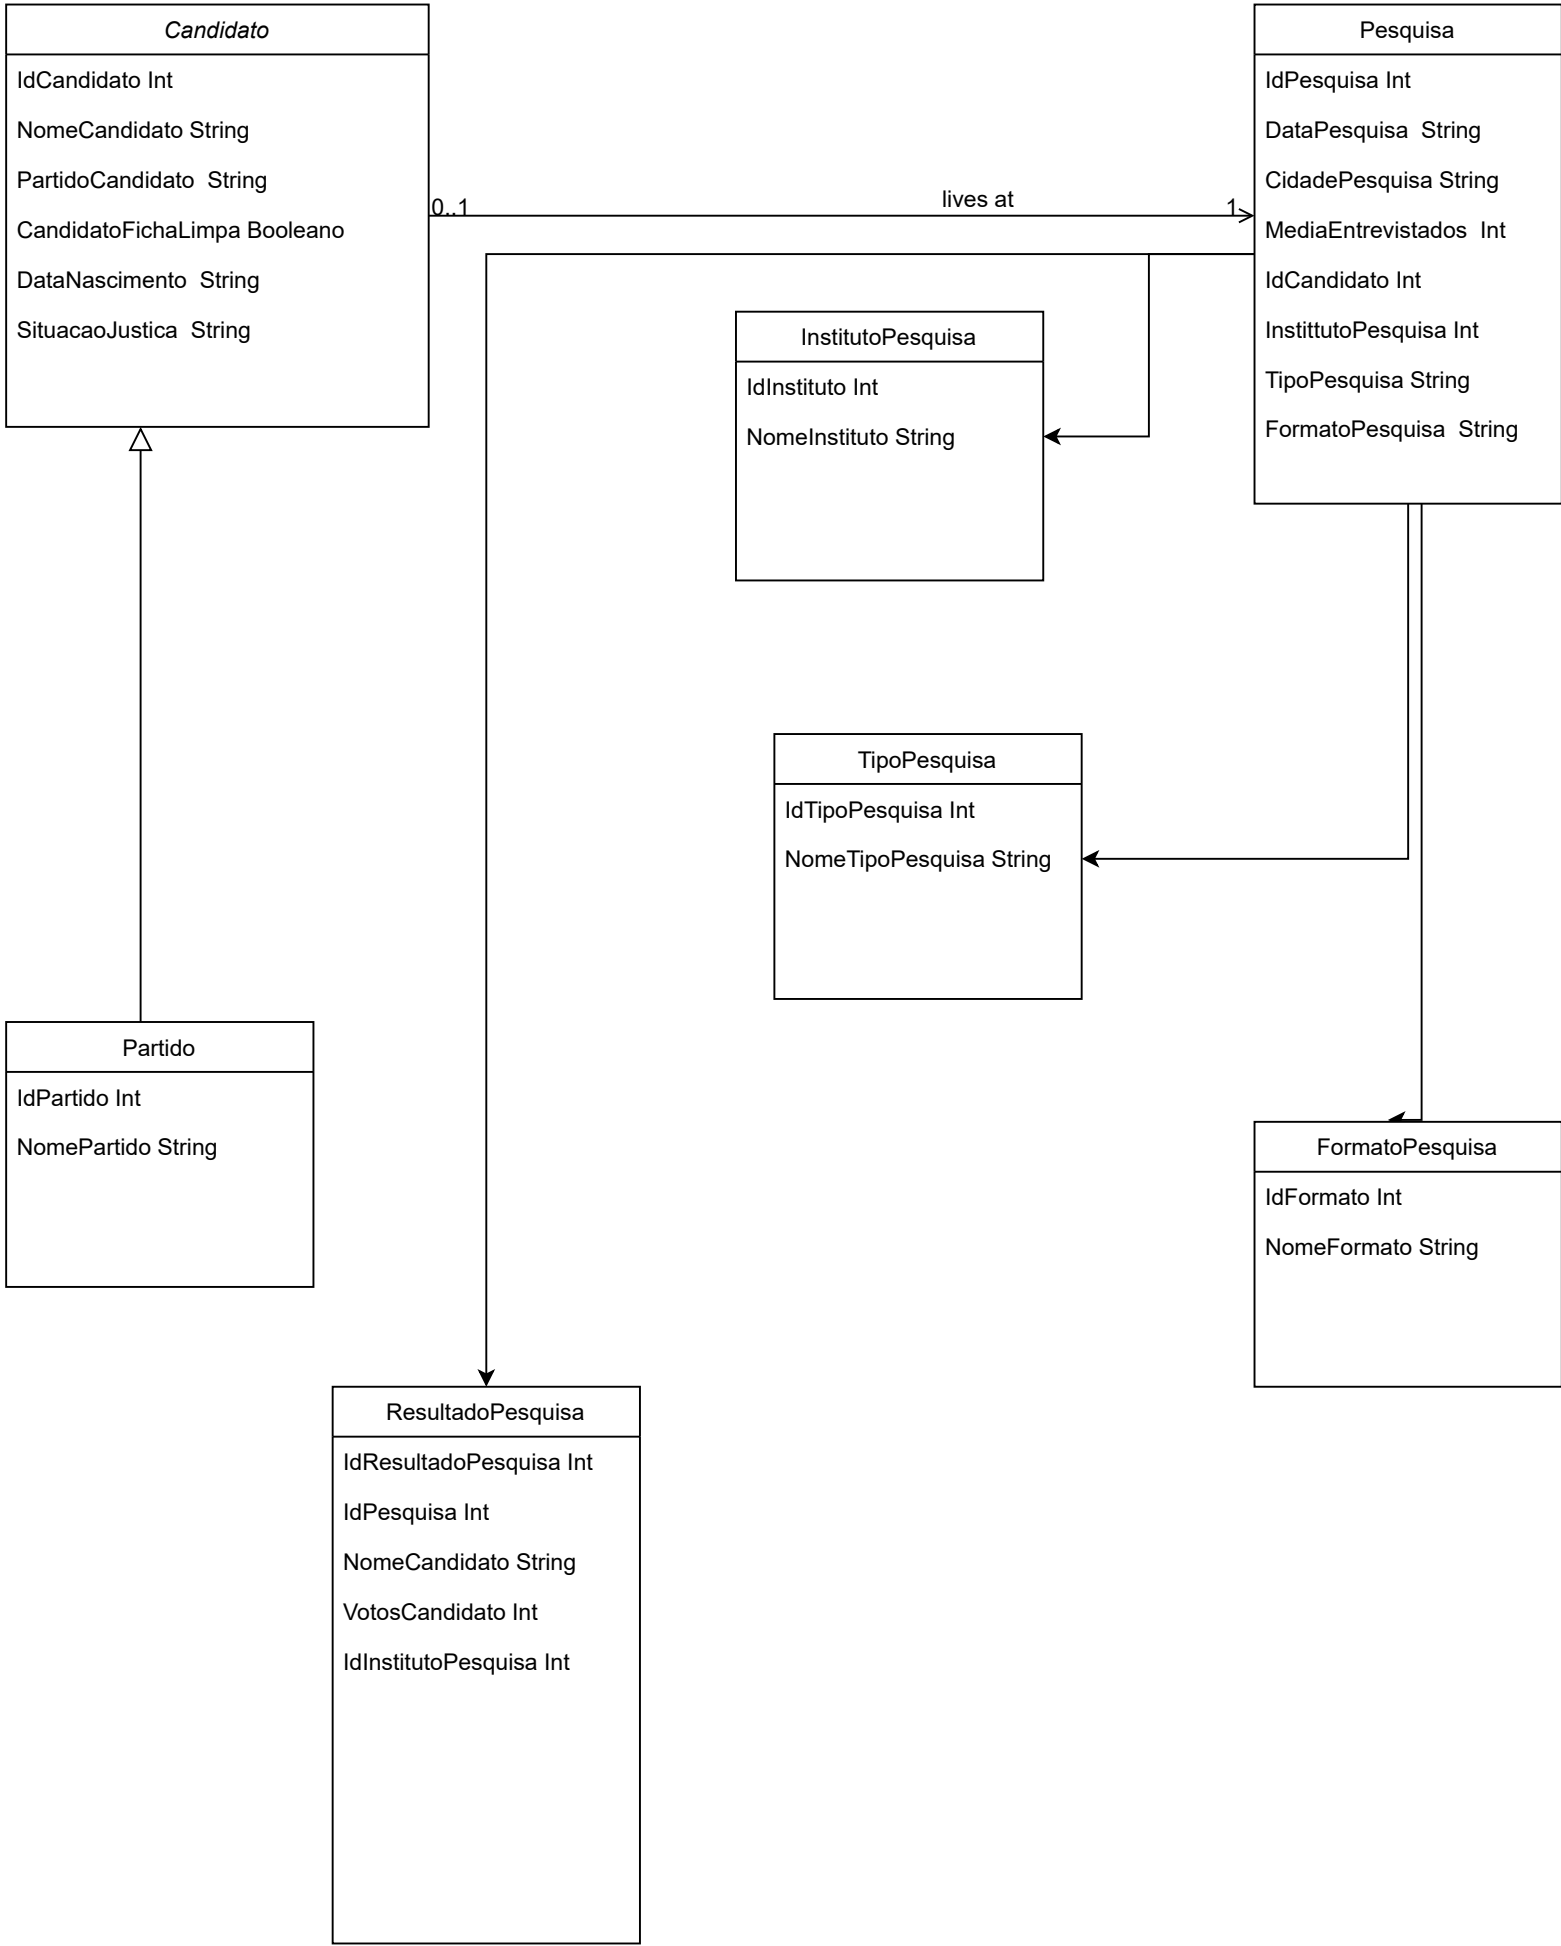 Candidato
IdCandidato Int
NomeCandidato String
PartidoCandidato  String
CandidatoFichaLimpa Booleano
DataNascimento  String
SituacaoJustica  String
0..1
lives at
1
Pesquisa
IdPesquisa Int
DataPesquisa  String
CidadePesquisa String
MediaEntrevistados  Int
IdCandidato Int
InstittutoPesquisa Int
TipoPesquisa String
FormatoPesquisa  String
InstitutoPesquisa
IdInstituto Int
NomeInstituto String
TipoPesquisa
IdTipoPesquisa Int
NomeTipoPesquisa String
Partido
IdPartido Int
NomePartido String
FormatoPesquisa
IdFormato Int
NomeFormato String
ResultadoPesquisa
IdResultadoPesquisa Int
IdPesquisa Int
NomeCandidato String
VotosCandidato Int
IdInstitutoPesquisa Int